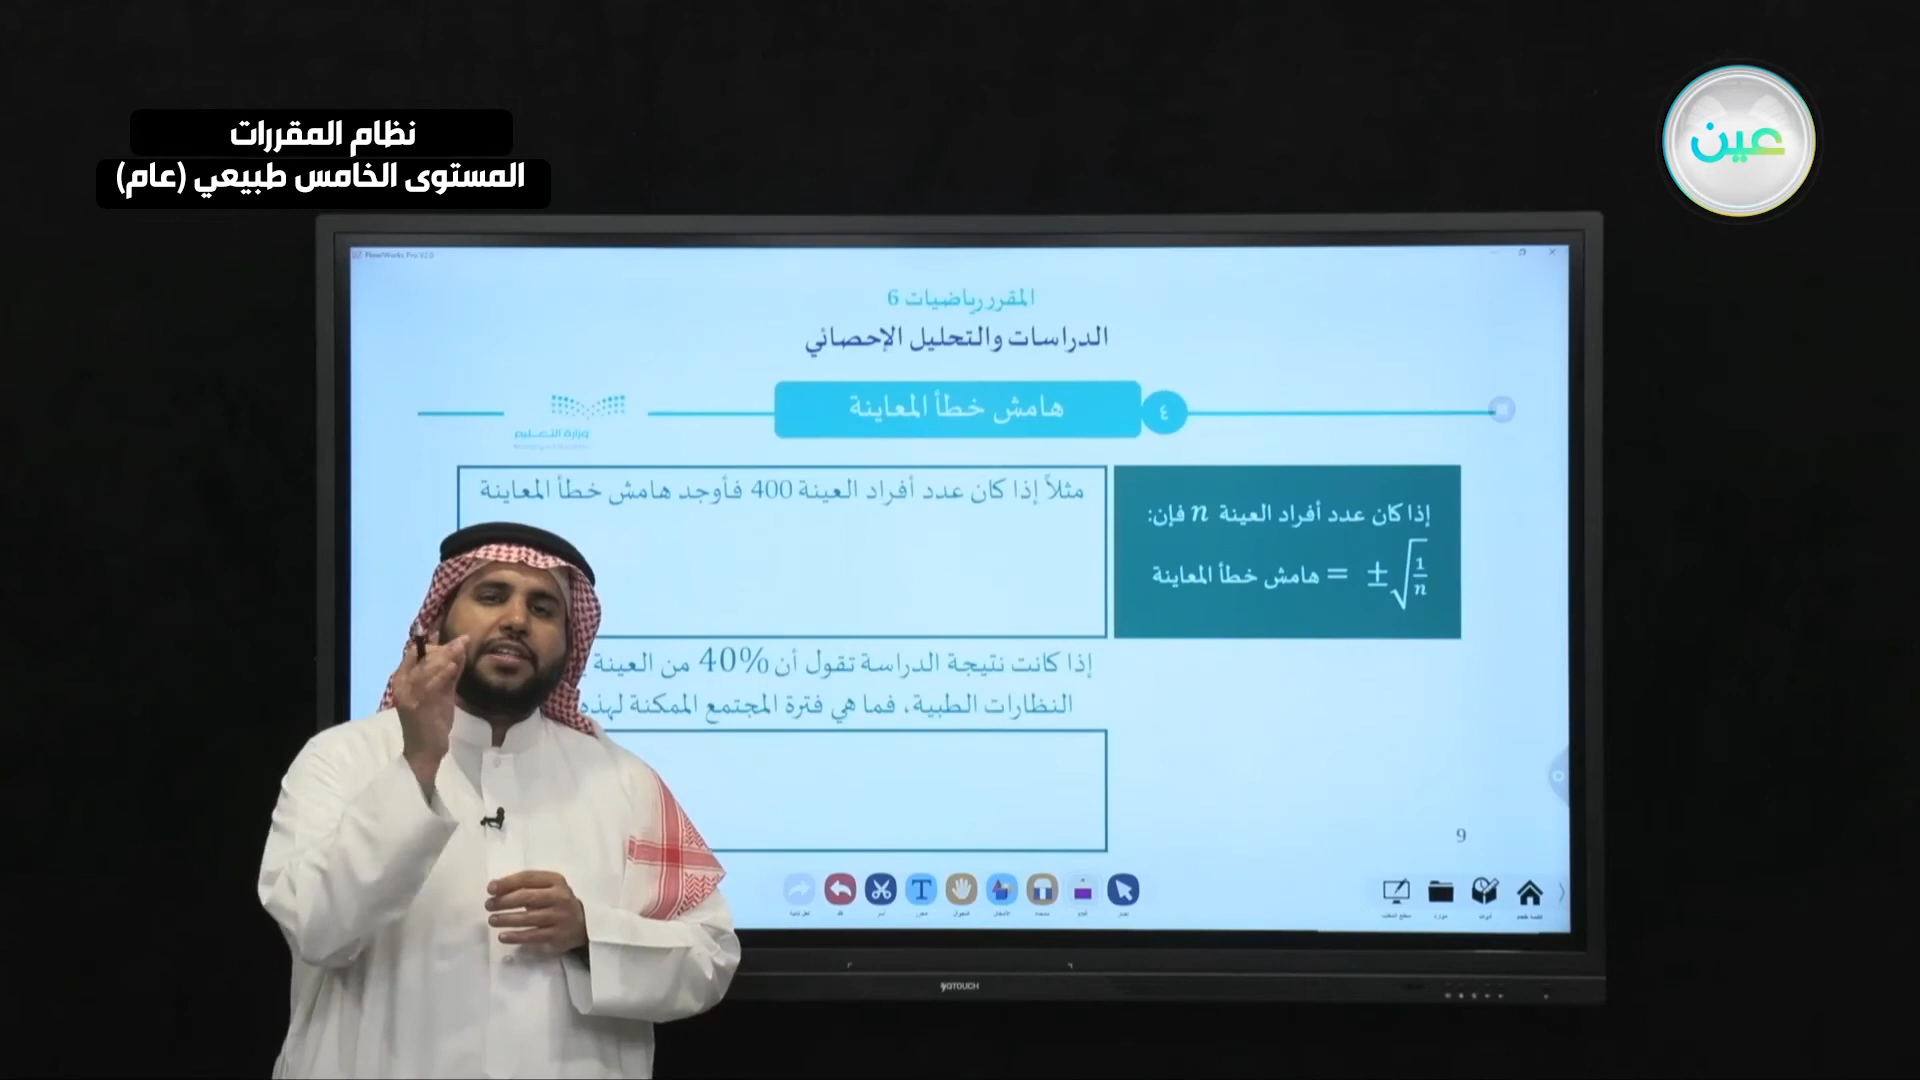 نظام المقررات
المستوى الخامس طبيعي (عام)
عين
المقرر رياضيات 6
الدراسات والتحليل الإحصائي
٤
هامش خطأ المعاينة
وزارة التعليم
إذا كان عدد أفراد العينة n فإن:
هامش خطأ المعاينة = ±√(1/n)
مثلاً إذا كان عدد أفراد العينة 400 فأوجد هامش خطأ المعاينة
إذا كانت نتيجة الدراسة تقول أن 40% من العينة
النظارات الطبية، فما هي فترة المجتمع الممكنة لهذه
9